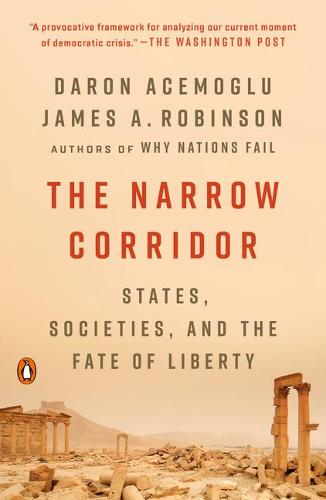 "A provocative framework for analyzing our current moment
of democratic crisis." —THE WASHINGTON POST
DARON ACEMOGLU
JAMES A. ROBINSON
AUTHORS OF WHY NATIONS FAIL
THE NARROW
CORRIDOR
STATES,
SOCIETIES, AND THE
FATE OF LIBERTY